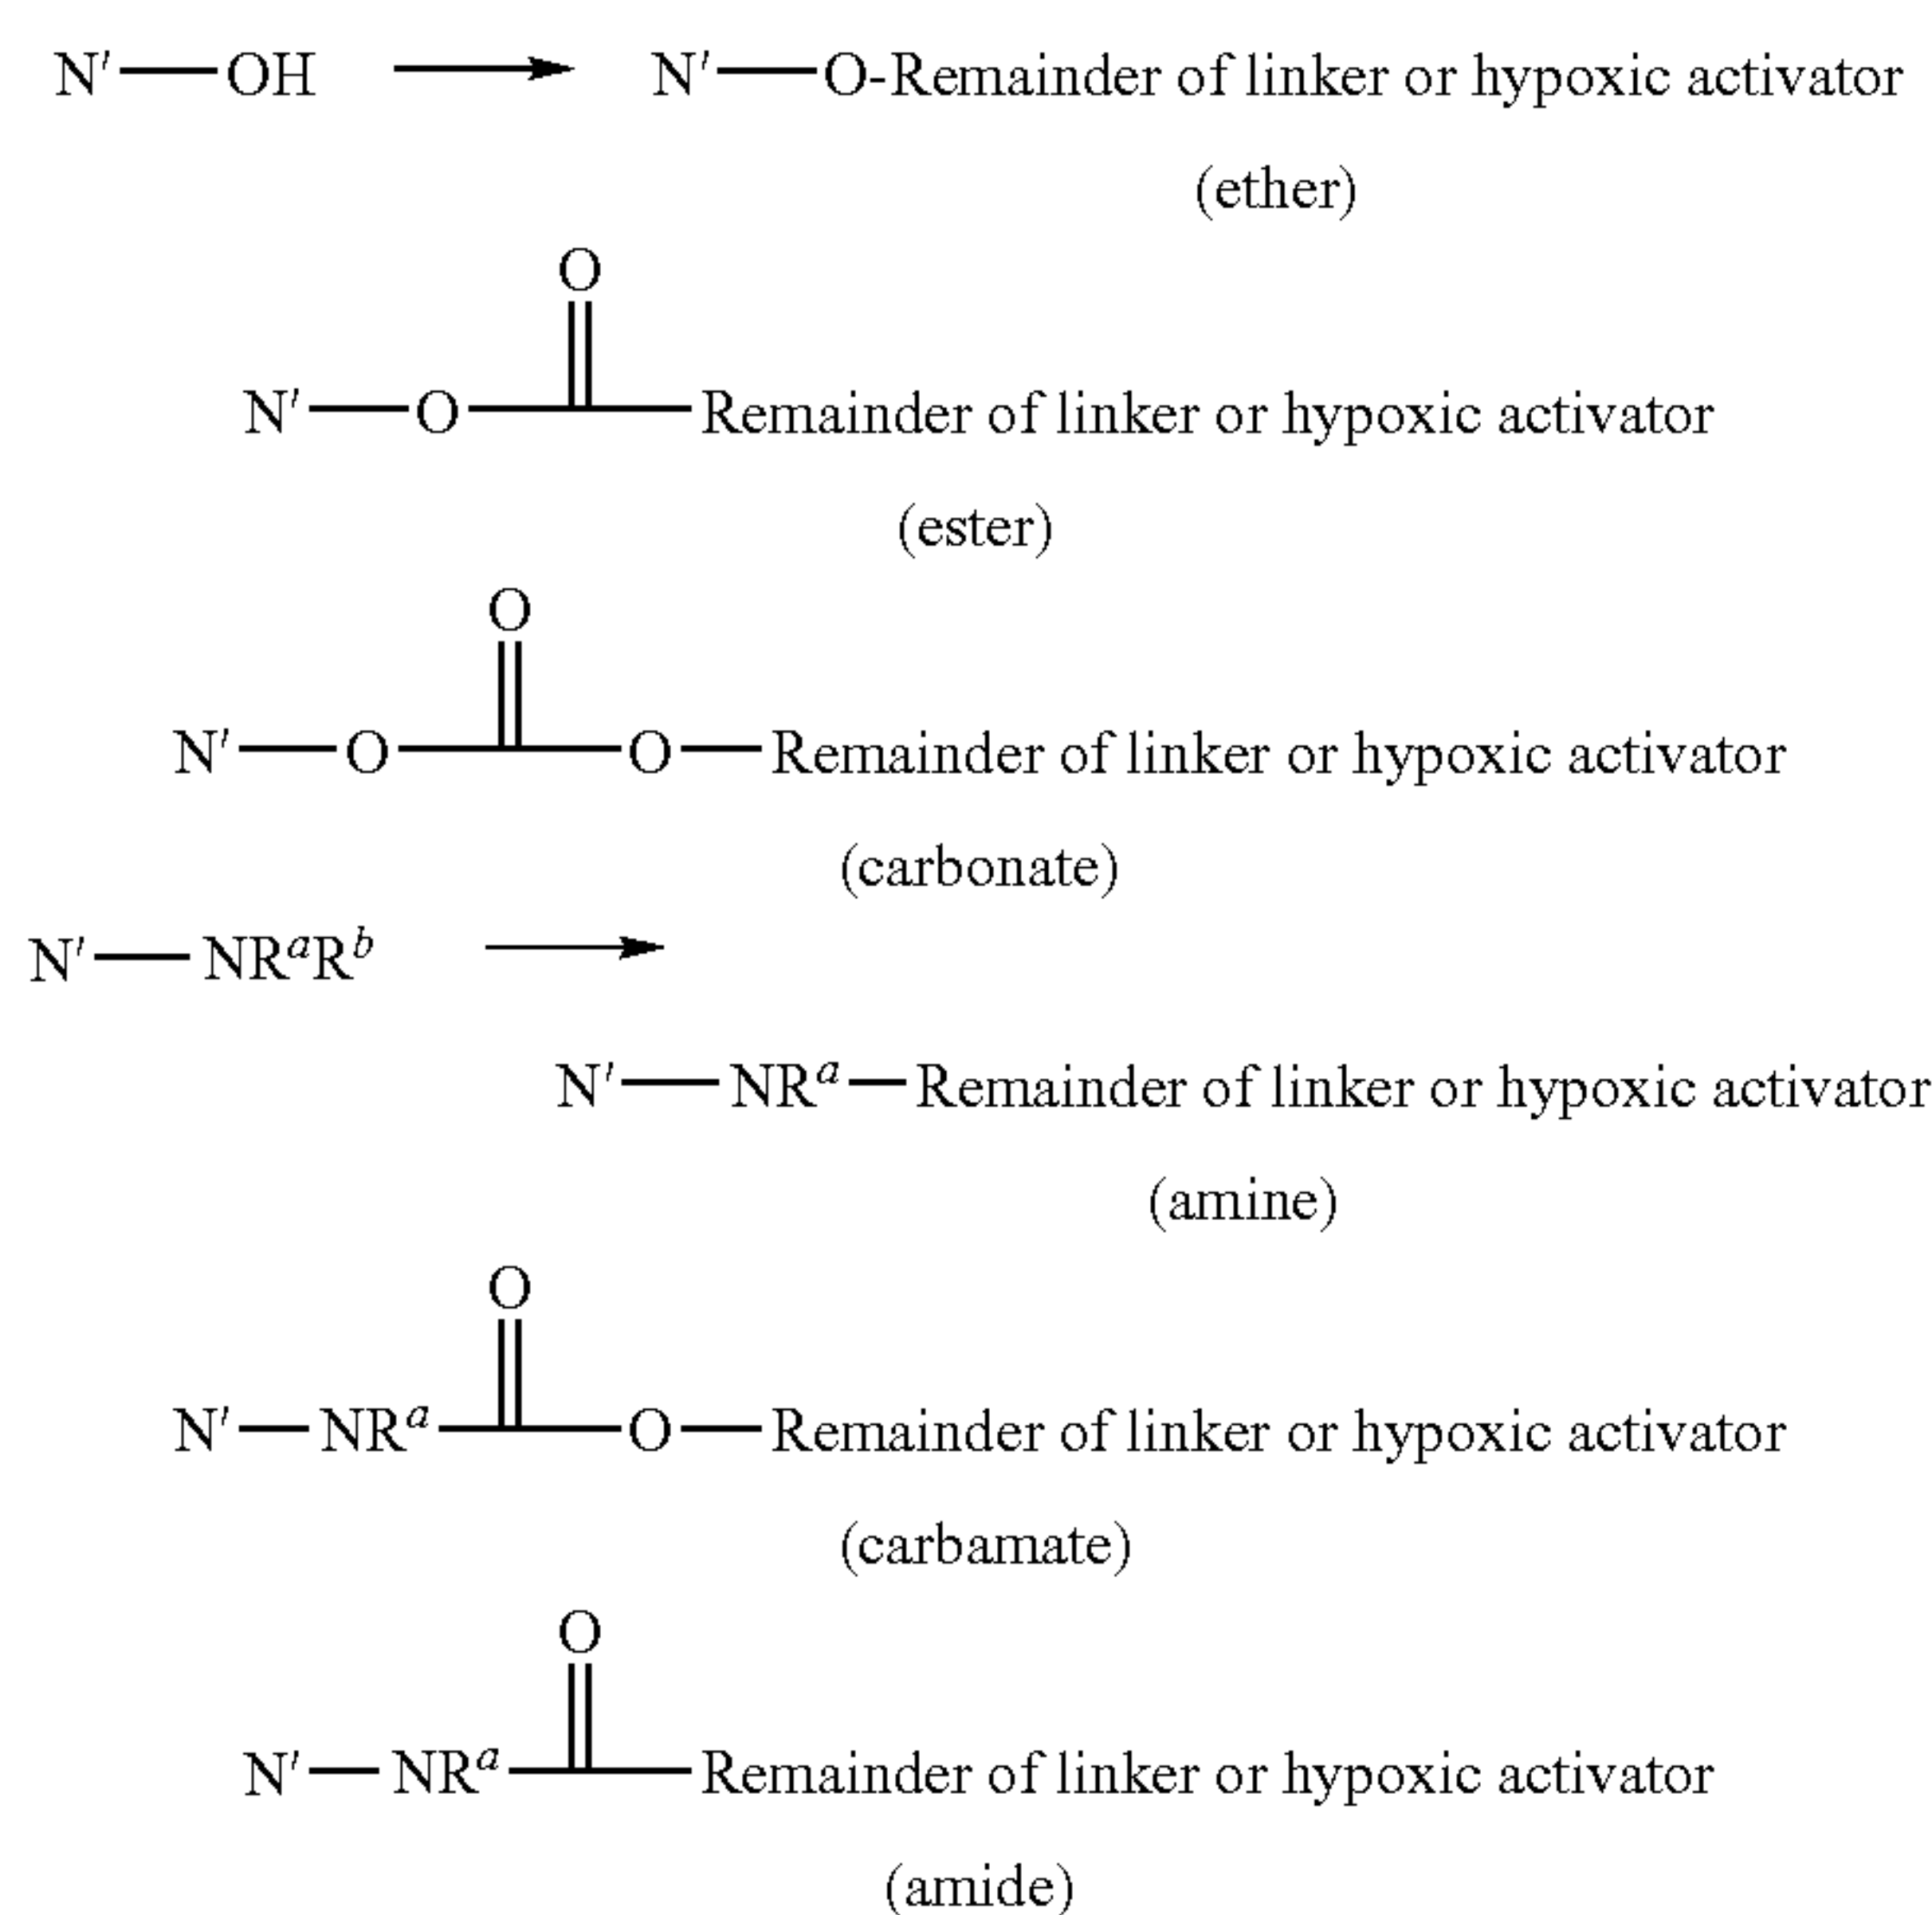 N′—OH → N′—O-Remainder of linker or hypoxic activator
(ether)
O
N′—O—Remainder of linker or hypoxic activator
(ester)
O
N′—O—O—Remainder of linker or hypoxic activator
(carbonate)
N′—NRᵃRᵇ →
N′—NRᵃ—Remainder of linker or hypoxic activator
(amine)
O
N′—NRᵃ—O—Remainder of linker or hypoxic activator
(carbamate)
O
N′—NRᵃ—Remainder of linker or hypoxic activator
(amide)